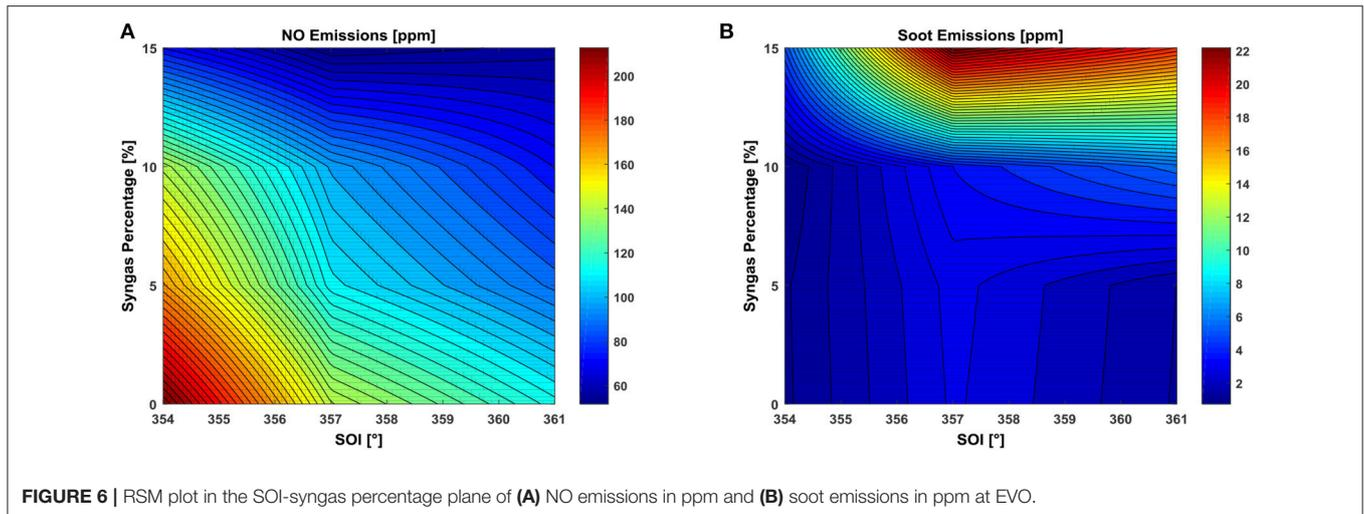 A
NO Emissions [ppm]
15
10
5
0
Syngas Percentage [%]
354 355 356 357 358 359 360 361
SOI [°]
200
180
160
140
120
100
80
60
B
Soot Emissions [ppm]
15
10
5
0
Syngas Percentage [%]
354 355 356 357 358 359 360 361
SOI [°]
22
20
18
16
14
12
10
8
6
4
2
FIGURE 6 | RSM plot in the SOI-syngas percentage plane of (A) NO emissions in ppm and (B) soot emissions in ppm at EVO.